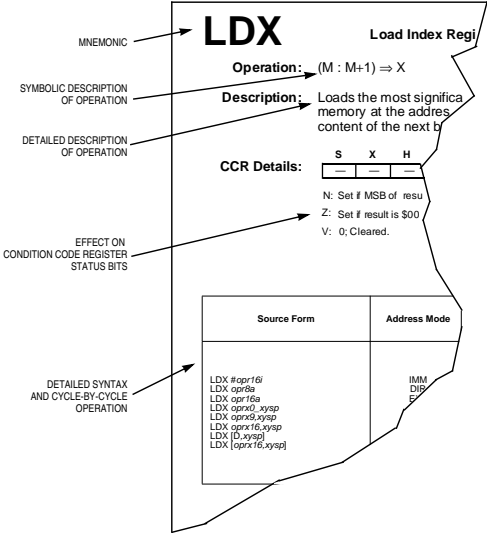 LDX
MNEMONIC
Load Index Regi
Operation: (M : M+1) ⇒ X
SYMBOLIC DESCRIPTION
OF OPERATION
Description: Loads the most significa
memory at the addres
content of the next b
DETAILED DESCRIPTION
OF OPERATION
S X H
CCR Details: — — —
N: Set if MSB of resu
Z: Set if result is $00
V: 0; Cleared.
EFFECT ON
CONDITION CODE REGISTER
STATUS BITS
Source Form Address Mode
DETAILED SYNTAX
AND CYCLE-BY-CYCLE
OPERATION
LDX #opr16i IMM
LDX opr8a DIR
LDX opr16a
LDX oprx0_xysp
LDX oprx9,xysp
LDX oprx16,xysp
LDX [D,xysp]
LDX [oprx16,xysp]